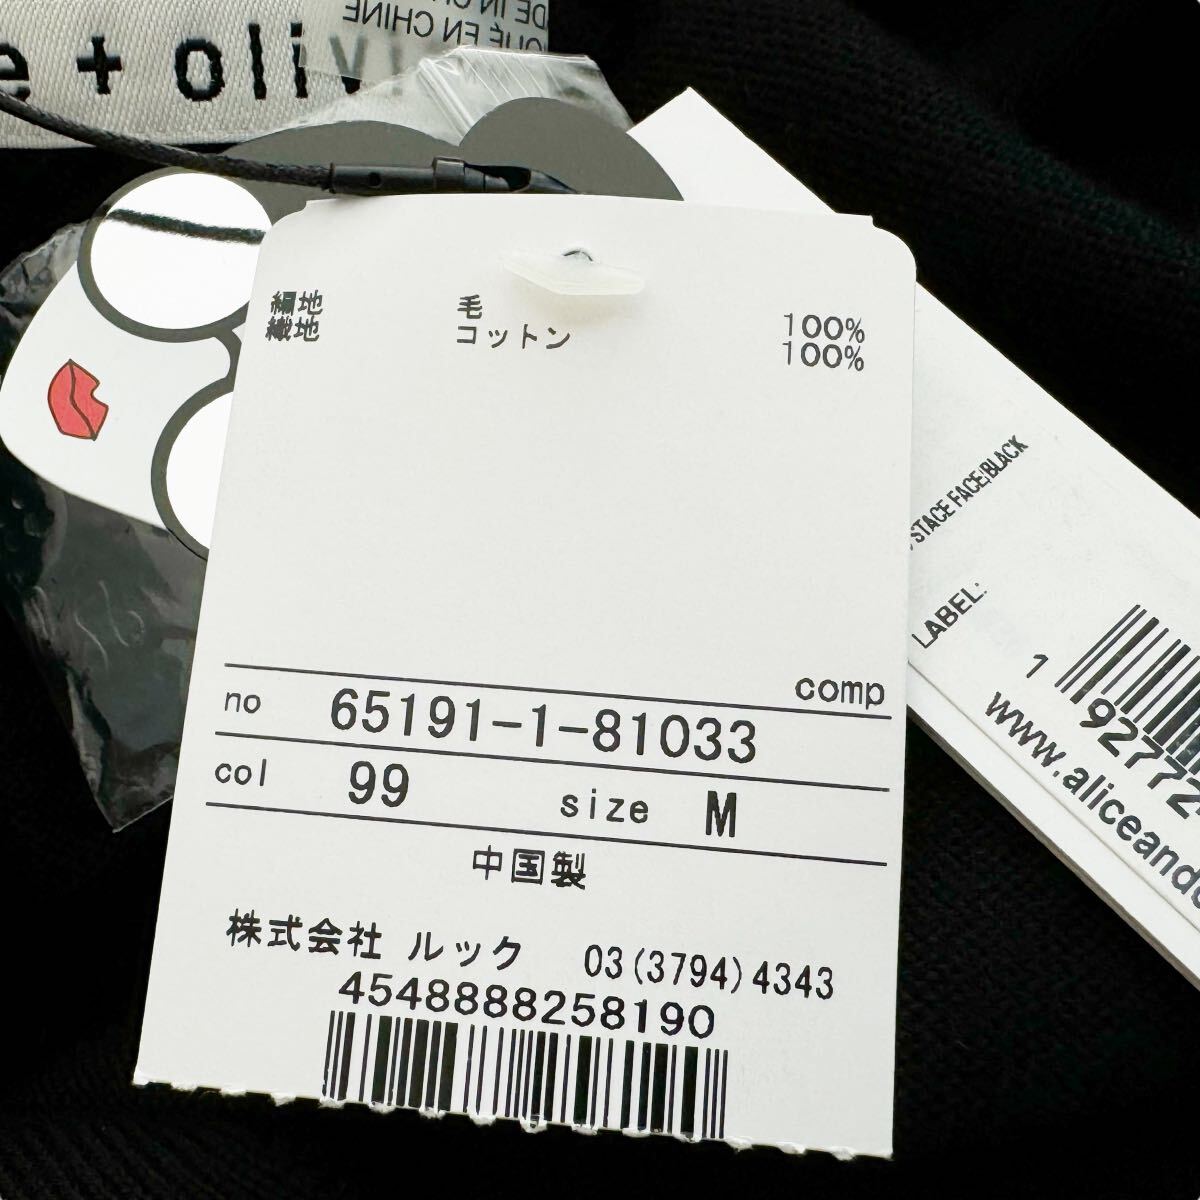 e + oliv
DE IN CH
QUÉ EN CHINE
編地 毛 100%
織地 コットン 100%
comp
no 65191-1-81033
col 99 size M
中国製
株式会社 ルック 03(3794)4343
4548888258190
STACE FACE/BLACK
LABEL:
1 92772
www.aliceando